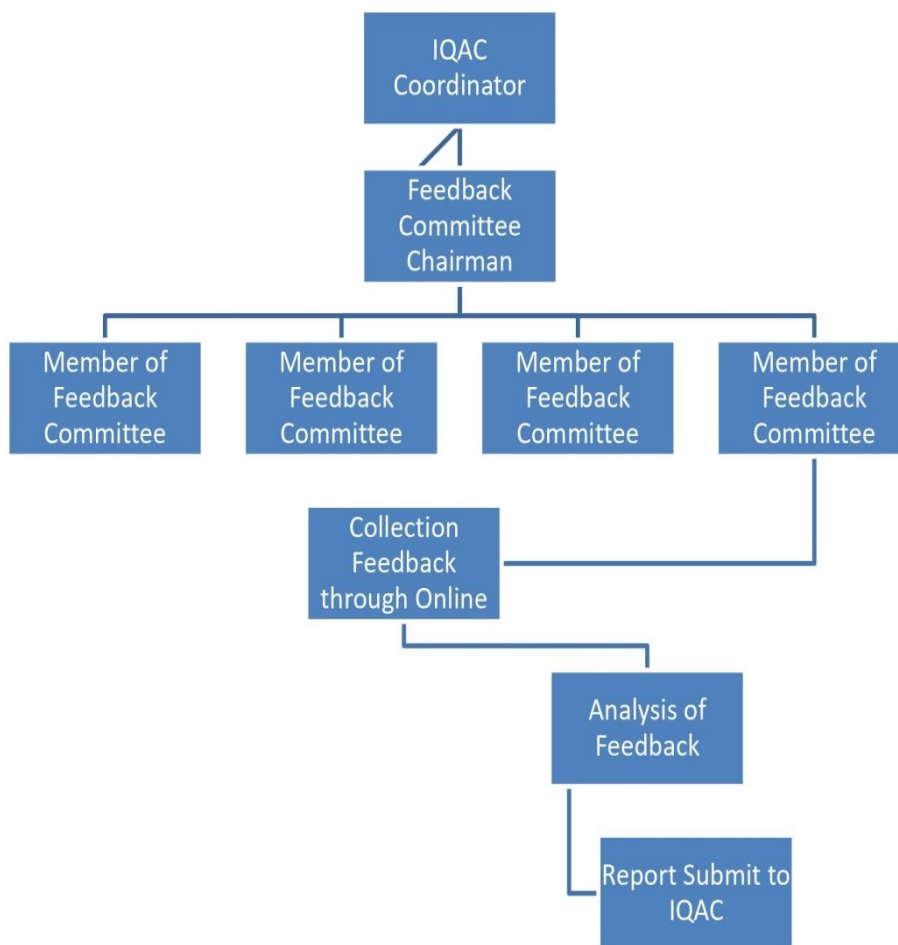 IQAC
Coordinator
Feedback
Committee
Chairman
Member of
Feedback
Committee
Member of
Feedback
Committee
Member of
Feedback
Committee
Member of
Feedback
Committee
Collection
Feedback
through Online
Analysis of
Feedback
Report Submit to
IQAC